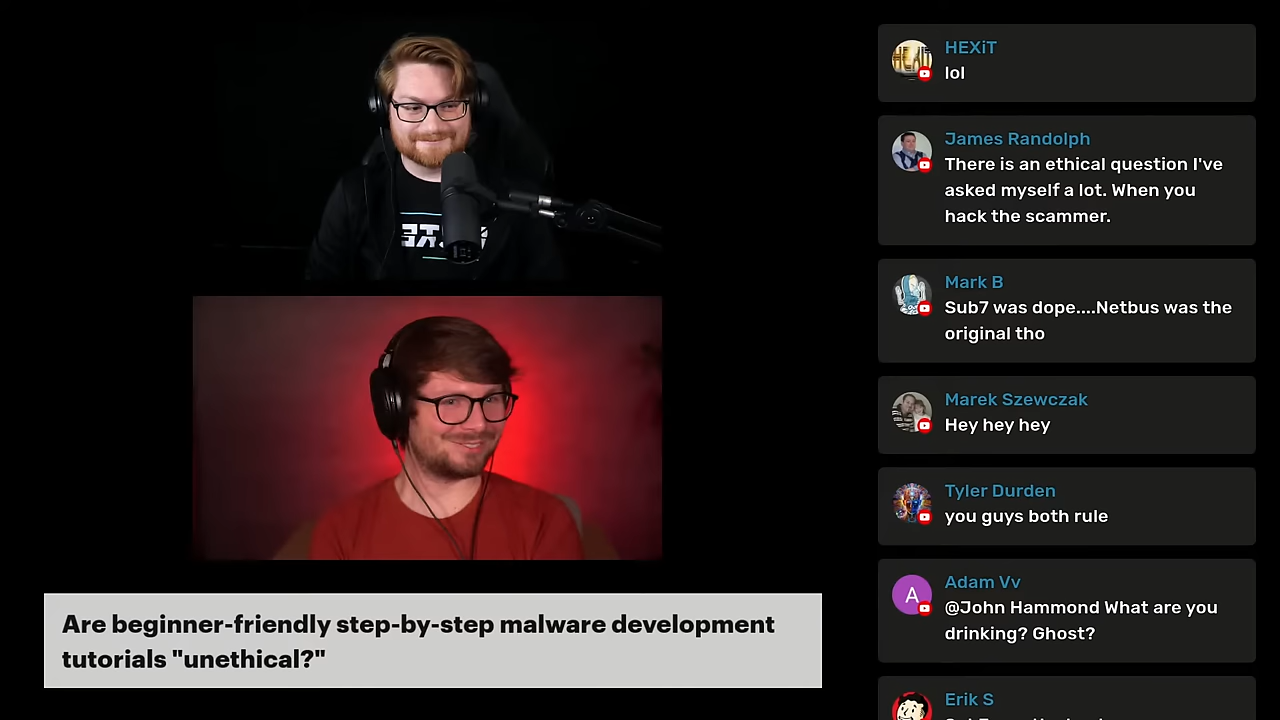 HEXiT
lol
James Randolph
There is an ethical question I've
asked myself a lot. When you
hack the scammer.
Mark B
Sub7 was dope....Netbus was the
original tho
Marek Szewczak
Hey hey hey
Tyler Durden
you guys both rule
A
Adam Vv
@John Hammond What are you
drinking? Ghost?
Erik S
Are beginner-friendly step-by-step malware development
tutorials "unethical?"